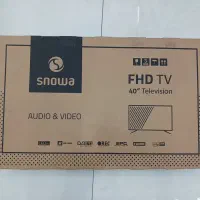 snowa
FHD TV
40" Television
AUDIO & VIDEO